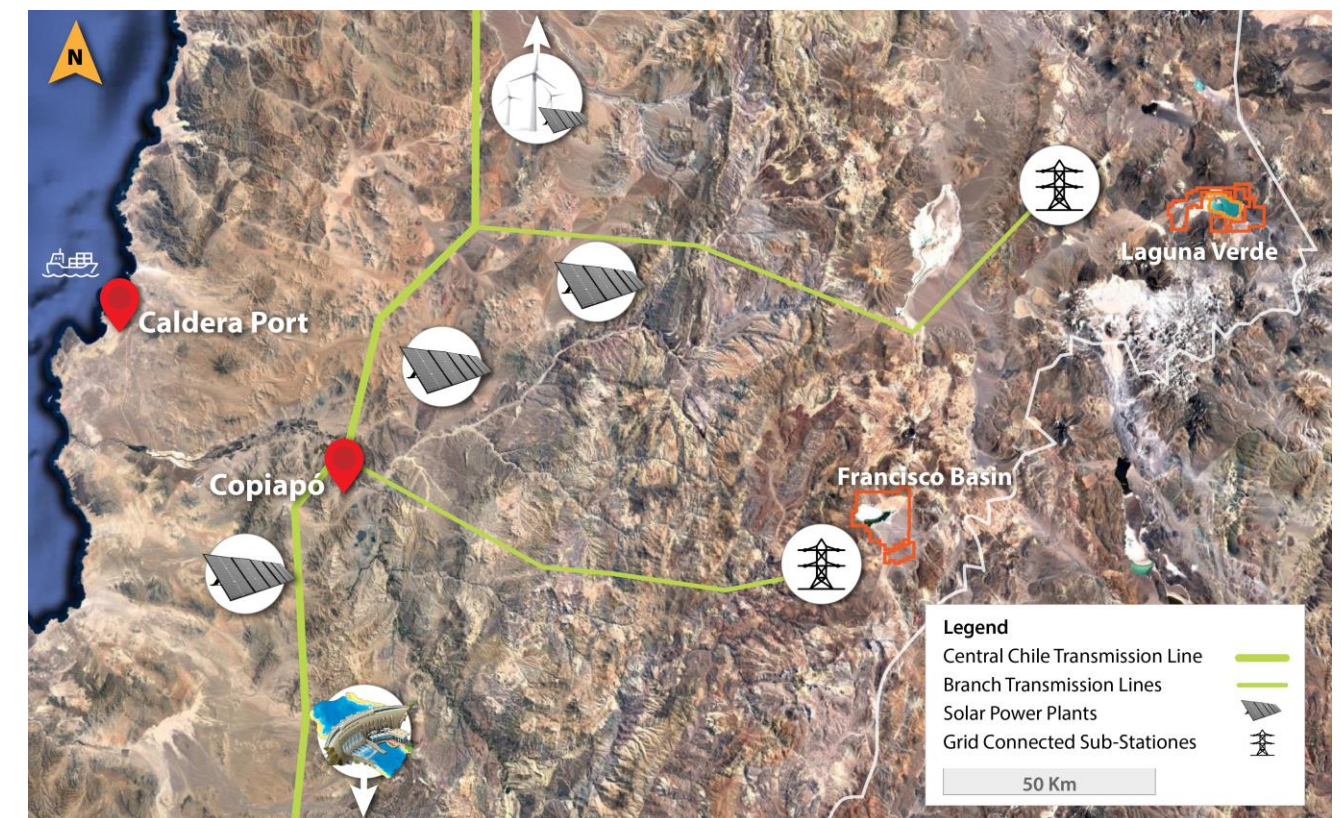 N
Laguna Verde
Caldera Port
Copiapó
Francisco Basin
Legend
Central Chile Transmission Line
Branch Transmission Lines
Solar Power Plants
Grid Connected Sub-Stationes
50 Km